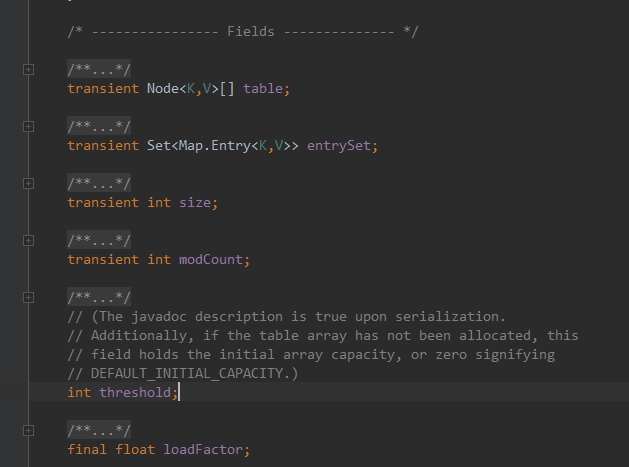 /* ---------------- Fields -------------- */
/**...*/
transient Node<K,V>[] table;
/**...*/
transient Set<Map.Entry<K,V>> entrySet;
/**...*/
transient int size;
/**...*/
transient int modCount;
/**...*/
// (The javadoc description is true upon serialization.
// Additionally, if the table array has not been allocated, this
// field holds the initial array capacity, or zero signifying
// DEFAULT_INITIAL_CAPACITY.)
int threshold;
/**...*/
final float loadFactor;